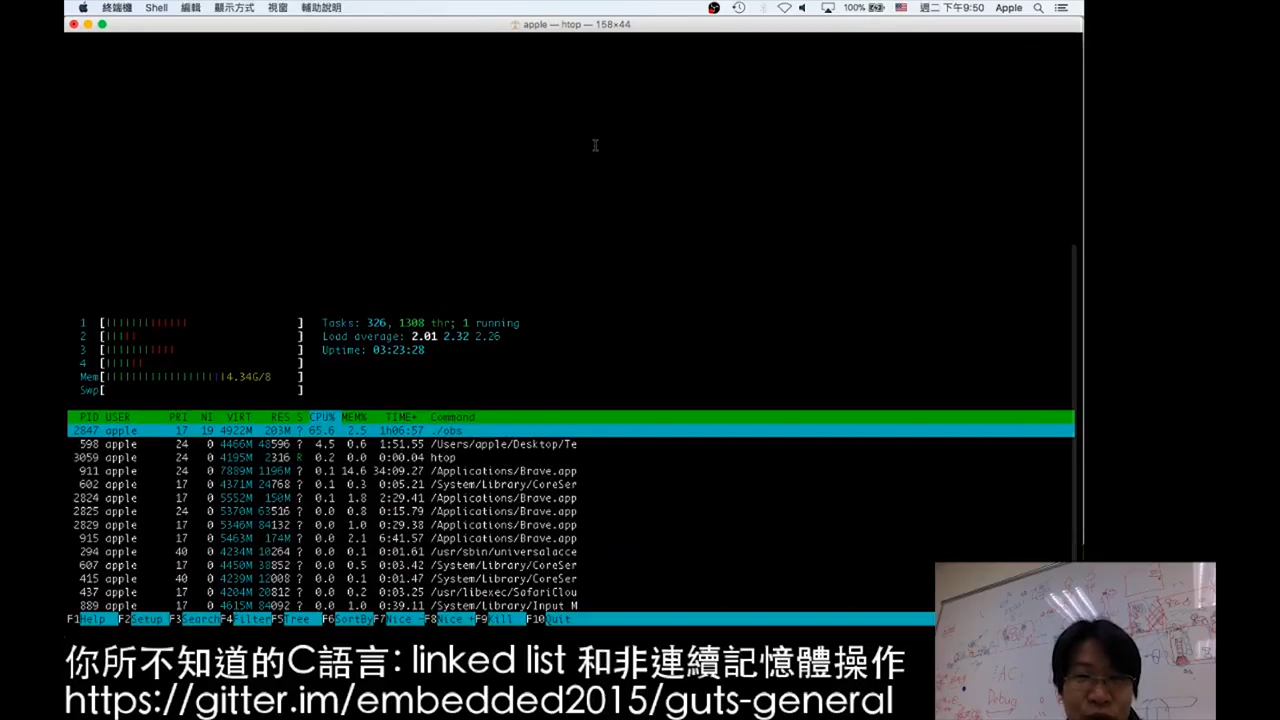 終端機 Shell 編輯 顯示方式 視窗 輔助說明 100% 週二 下午9:50 Apple
apple — htop — 158×44
1 [ ] Tasks: 326, 1308 thr; 1 running
2 [ ] Load average: 2.01 2.32 2.26
3 [ ] Uptime: 03:23:28
4 [ ]
Mem[ 4.34G/8 ]
Swp[ ]
PID USER PRI NI VIRT RES S CPU% MEM% TIME+ Command
2847 apple 17 19 4922M 203M ? 65.6 2.5 1h06:57 ./obs
598 apple 24 0 4466M 48596 ? 4.5 0.6 1:51.55 /Users/apple/Desktop/Te
3059 apple 24 0 4195M 2316 R 0.2 0.0 0:00.04 htop
911 apple 24 0 7889M 1196M ? 0.1 14.6 34:09.27 /Applications/Brave.app
602 apple 17 0 4371M 24768 ? 0.1 0.3 0:05.21 /System/Library/CoreSer
2824 apple 17 0 5552M 150M ? 0.1 1.8 2:29.41 /Applications/Brave.app
2825 apple 17 0 5370M 63516 ? 0.0 0.8 0:15.79 /Applications/Brave.app
2829 apple 17 0 5346M 84132 ? 0.0 1.0 0:29.38 /Applications/Brave.app
915 apple 17 0 5463M 174M ? 0.0 2.1 6:41.57 /Applications/Brave.app
294 apple 40 0 4234M 10264 ? 0.0 0.1 0:01.61 /usr/sbin/universalacce
607 apple 17 0 4450M 38852 ? 0.0 0.5 0:03.42 /System/Library/CoreSer
415 apple 40 0 4239M 12008 ? 0.0 0.1 0:01.47 /System/Library/CoreSer
437 apple 17 0 4204M 20812 ? 0.0 0.2 0:03.25 /usr/libexec/SafariClou
889 apple 17 0 4615M 84092 ? 0.0 1.0 0:39.11 /System/Library/Input M
F1Help F2Setup F3SearchF4FilterF5Tree F6SortByF7Nice -F8Nice +F9Kill F10Quit
Debug
你所不知道的C語言: linked list 和非連續記憶體操作
https://gitter.im/embedded2015/guts-general